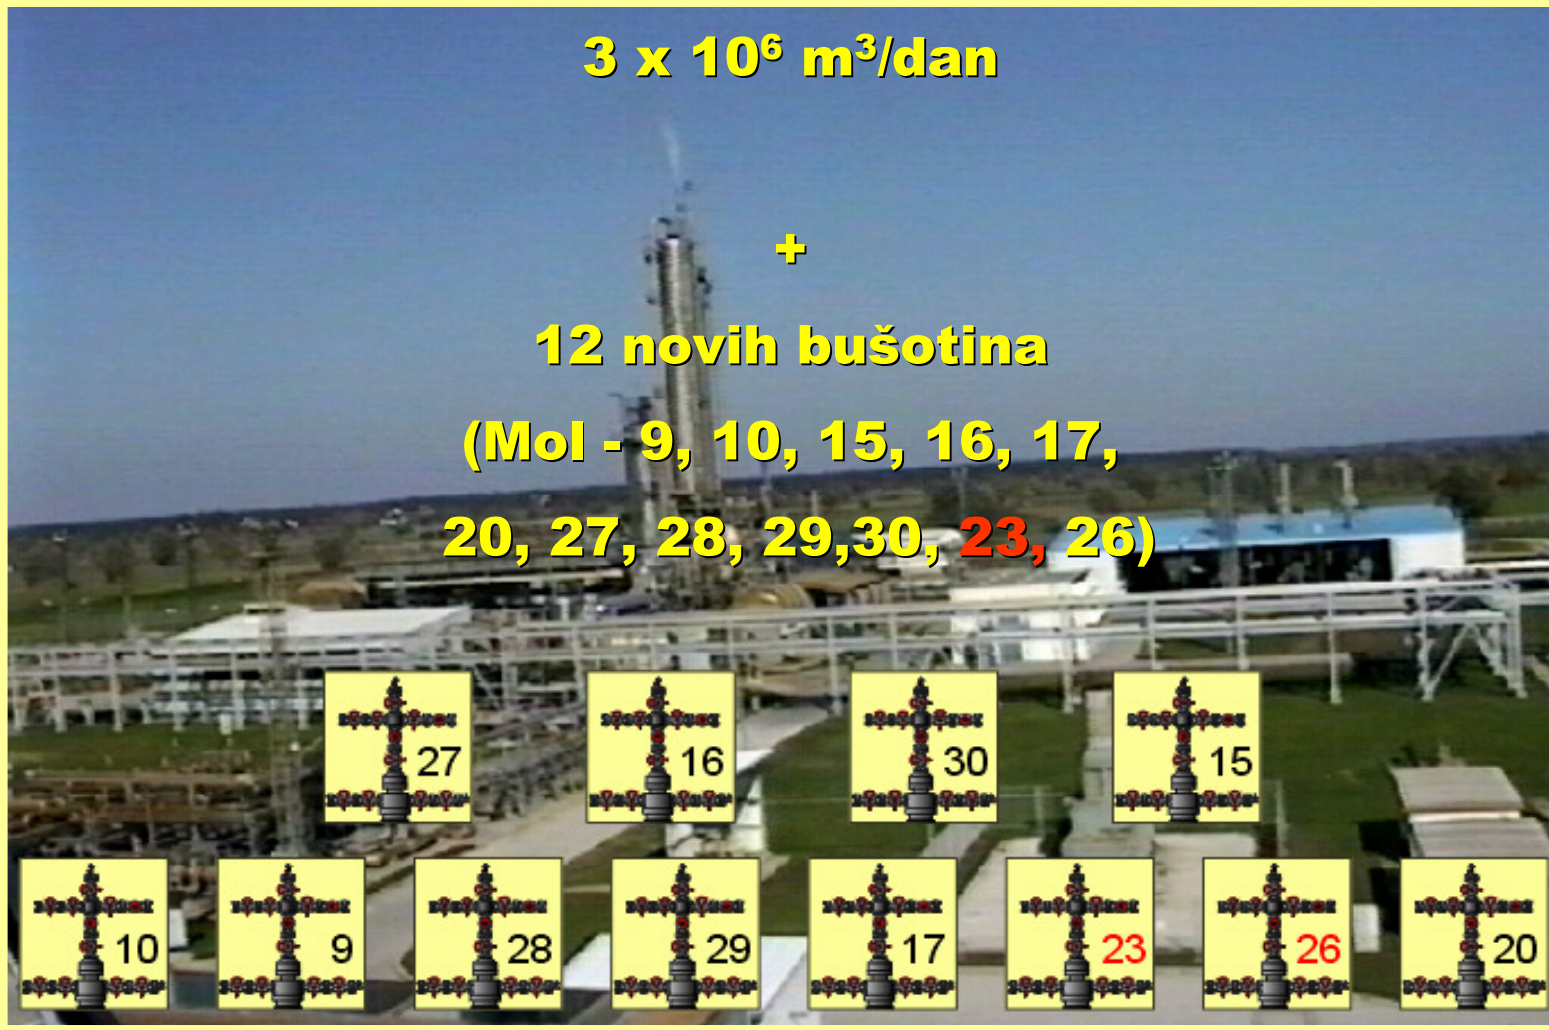 3 x 10⁶ m³/dan
+
12 novih bušotina
(Mol - 9, 10, 15, 16, 17,
20, 27, 28, 29,30, 23, 26)
27 16 30 15
10 9 28 29 17 23 26 20